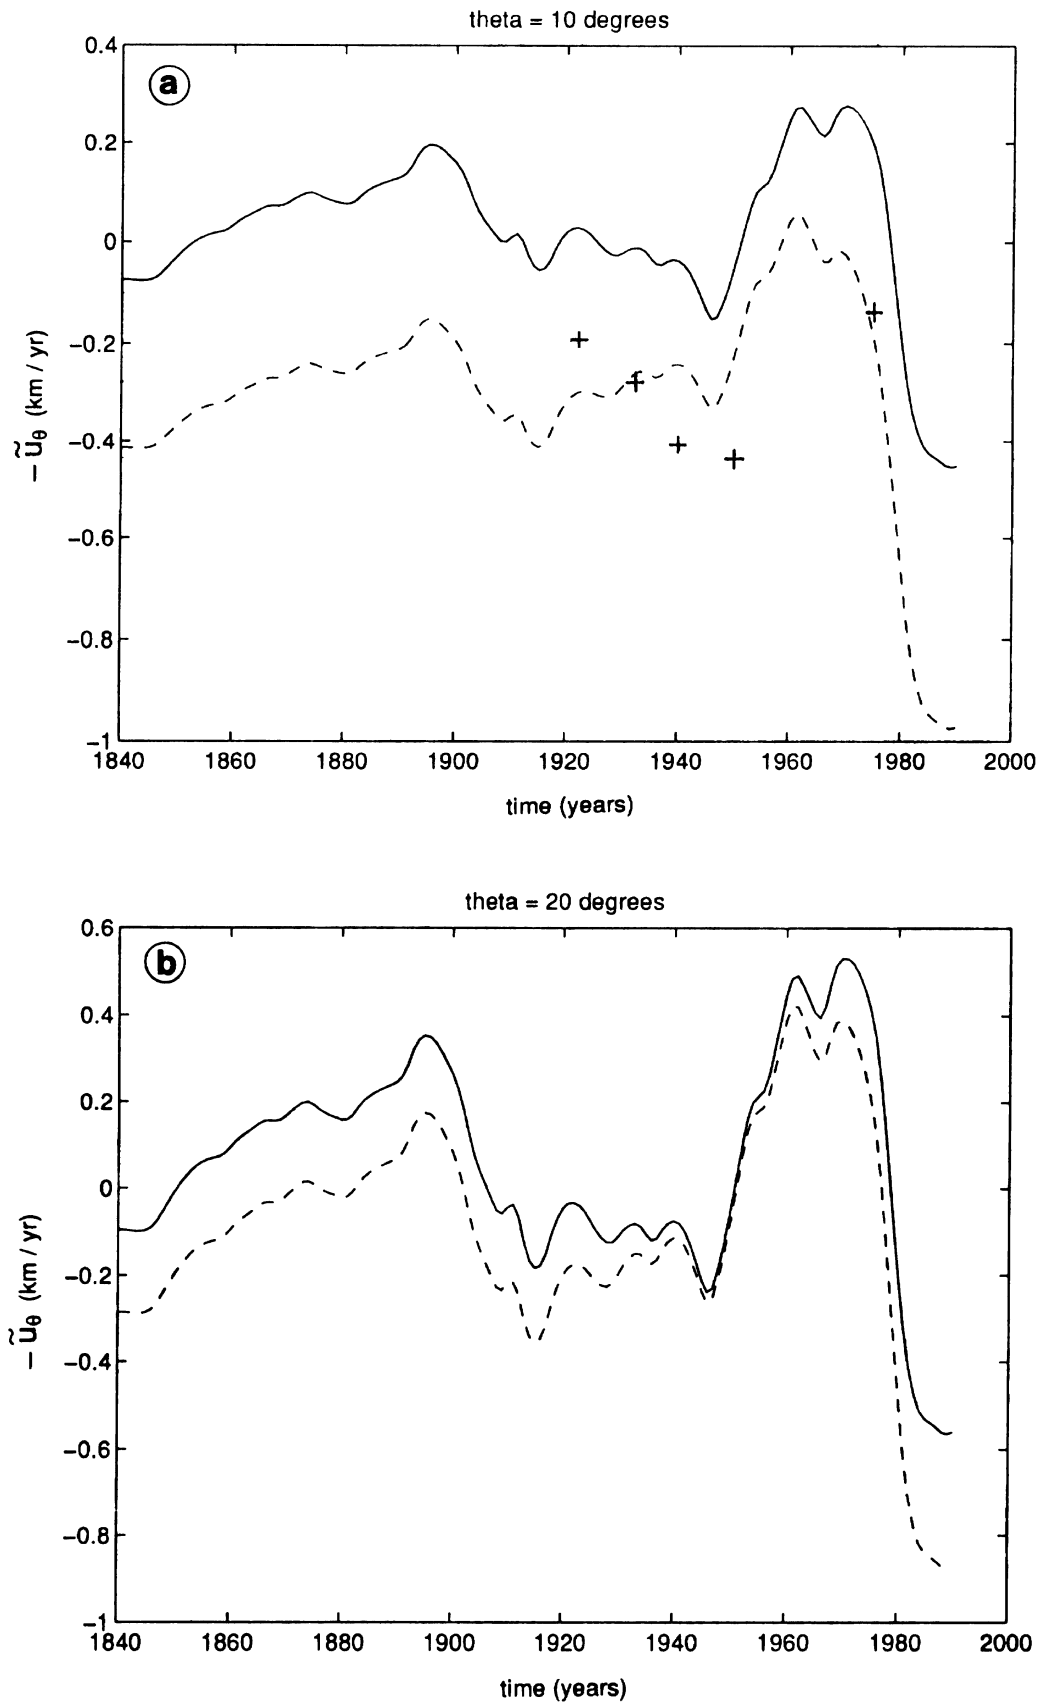 theta = 10 degrees
a
0.4
0.2
0
−0.2
−0.4
−0.6
−0.8
−1
− ũθ (km / yr)
1840 1860 1880 1900 1920 1940 1960 1980 2000
time (years)
theta = 20 degrees
b
0.6
0.4
0.2
0
−0.2
−0.4
−0.6
−0.8
−1
− ũθ (km / yr)
1840 1860 1880 1900 1920 1940 1960 1980 2000
time (years)